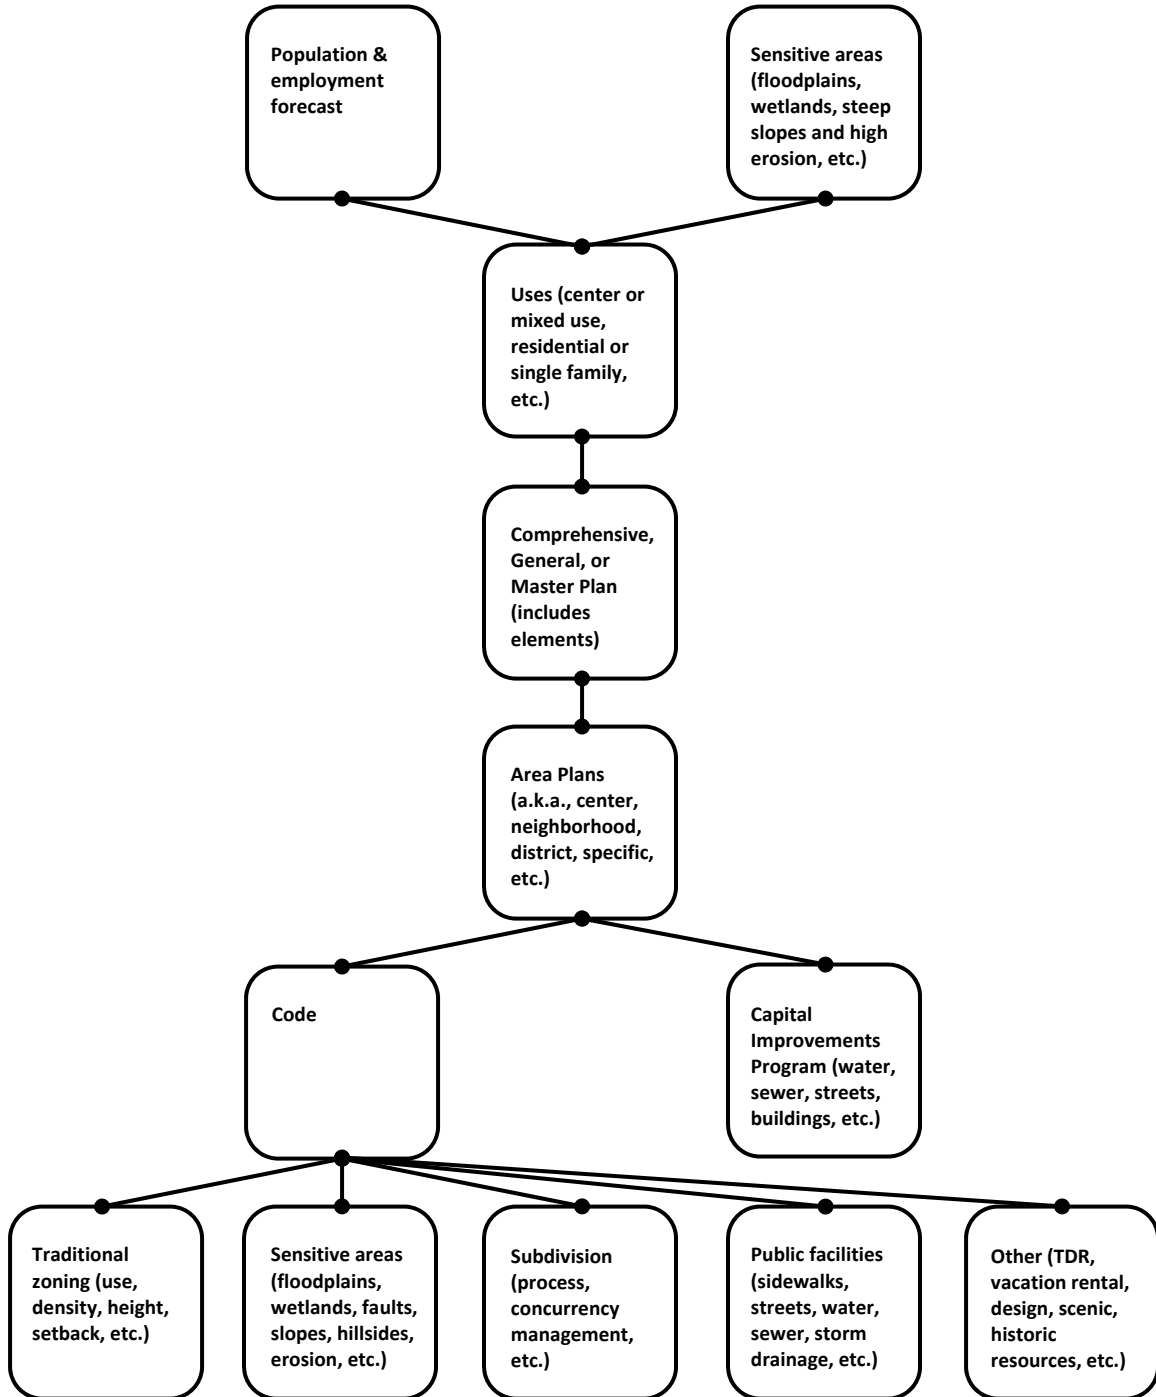 Population &
employment
forecast
Sensitive areas
(floodplains,
wetlands, steep
slopes and high
erosion, etc.)
Uses (center or
mixed use,
residential or
single family,
etc.)
Comprehensive,
General, or
Master Plan
(includes
elements)
Area Plans
(a.k.a., center,
neighborhood,
district, specific,
etc.)
Code
Capital
Improvements
Program (water,
sewer, streets,
buildings, etc.)
Traditional
zoning (use,
density, height,
setback, etc.)
Sensitive areas
(floodplains,
wetlands, faults,
slopes, hillsides,
erosion, etc.)
Subdivision
(process,
concurrency
management,
etc.)
Public facilities
(sidewalks,
streets, water,
sewer, storm
drainage, etc.)
Other (TDR,
vacation rental,
design, scenic,
historic
resources, etc.)